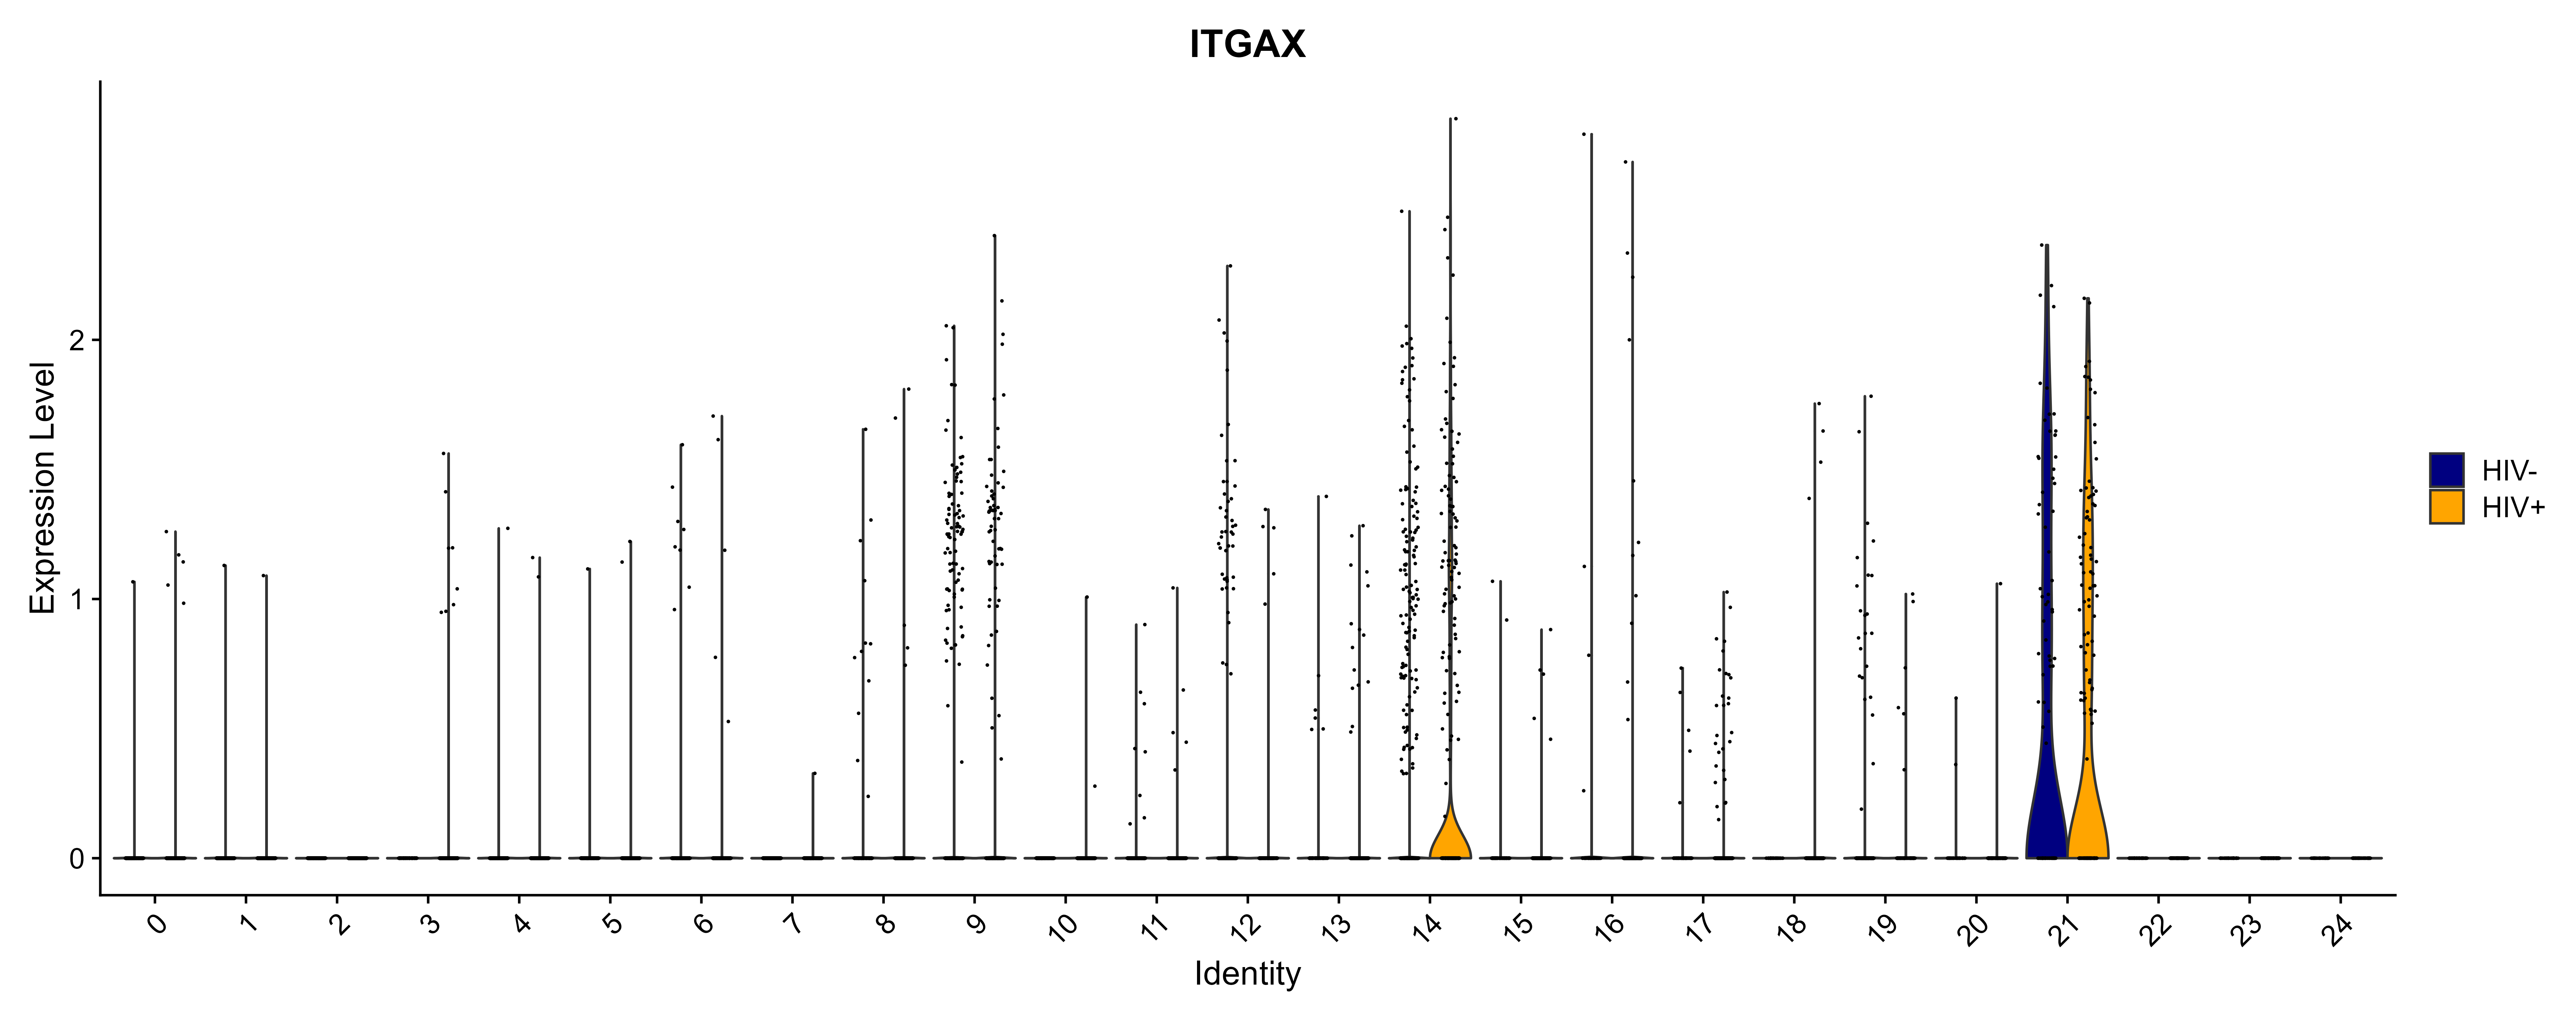 ITGAX
Expression Level
2
1
0
0 1 2 3 4 5 6 7 8 9 10 11 12 13 14 15 16 17 18 19 20 21 22 23 24
Identity
HIV-
HIV+